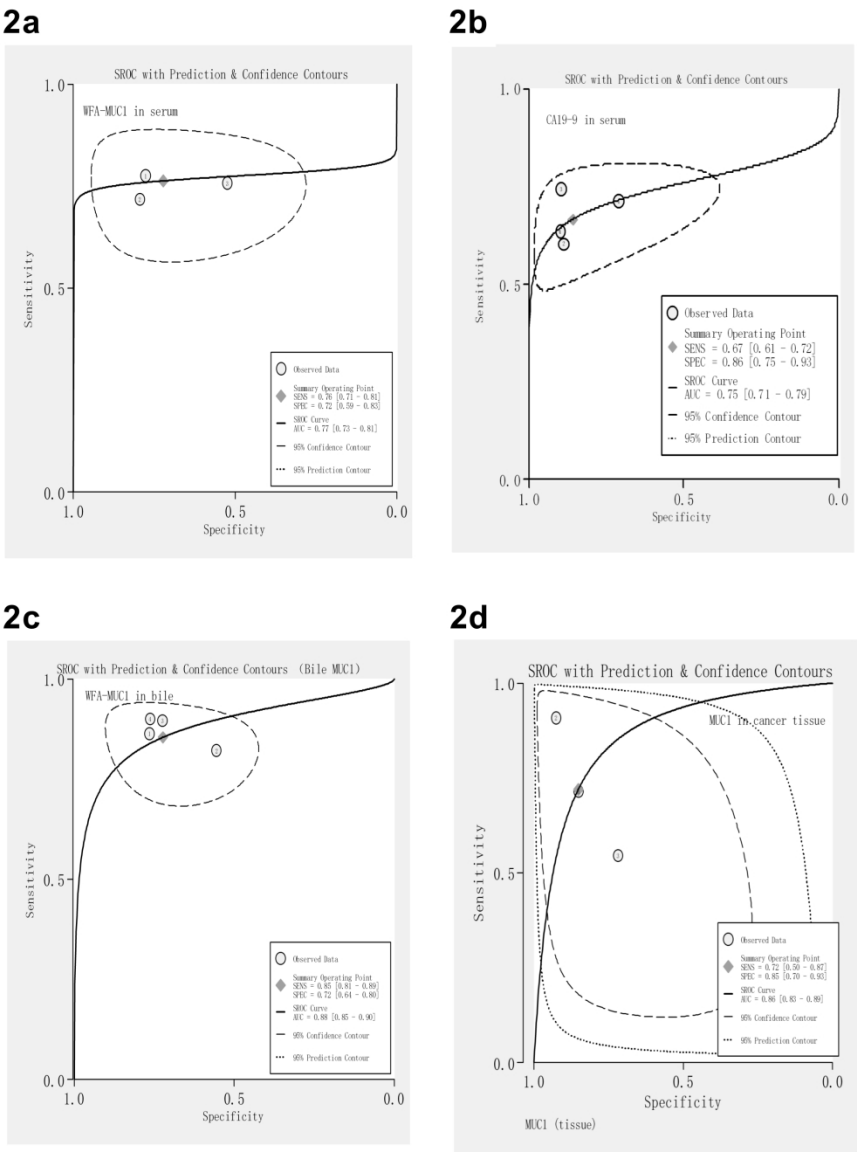 2a
SROC with Prediction & Confidence Contours
WFA-MUC1 in serum
1.0
0.5
0.0
Sensitivity
1.0
0.5
0.0
Specificity
Observed Data
Summary Operating Point
SENS = 0.76 [0.71 - 0.81]
SPEC = 0.72 [0.59 - 0.83]
SROC Curve
AUC = 0.77 [0.73 - 0.81]
95% Confidence Contour
95% Prediction Contour
2b
SROC with Prediction & Confidence Contours
CA19-9 in serum
1.0
0.5
0.0
Sensitivity
1.0
0.5
0.0
Specificity
Observed Data
Summary Operating Point
SENS = 0.67 [0.61 - 0.72]
SPEC = 0.86 [0.75 - 0.93]
SROC Curve
AUC = 0.75 [0.71 - 0.79]
95% Confidence Contour
95% Prediction Contour
2c
SROC with Prediction & Confidence Contours （Bile MUC1）
WFA-MUC1 in bile
1.0
0.5
0.0
Sensitivity
1.0
0.5
0.0
Specificity
Observed Data
Summary Operating Point
SENS = 0.85 [0.81 - 0.89]
SPEC = 0.72 [0.64 - 0.80]
SROC Curve
AUC = 0.88 [0.85 - 0.90]
95% Confidence Contour
95% Prediction Contour
2d
SROC with Prediction & Confidence Contours
MUC1 in cancer tissue
1.0
0.5
0.0
Sensitivity
1.0
0.5
0.0
Specificity
Observed Data
Summary Operating Point
SENS = 0.72 [0.50 - 0.87]
SPEC = 0.85 [0.70 - 0.93]
SROC Curve
AUC = 0.86 [0.83 - 0.89]
95% Confidence Contour
95% Prediction Contour
MUC1 (tissue)